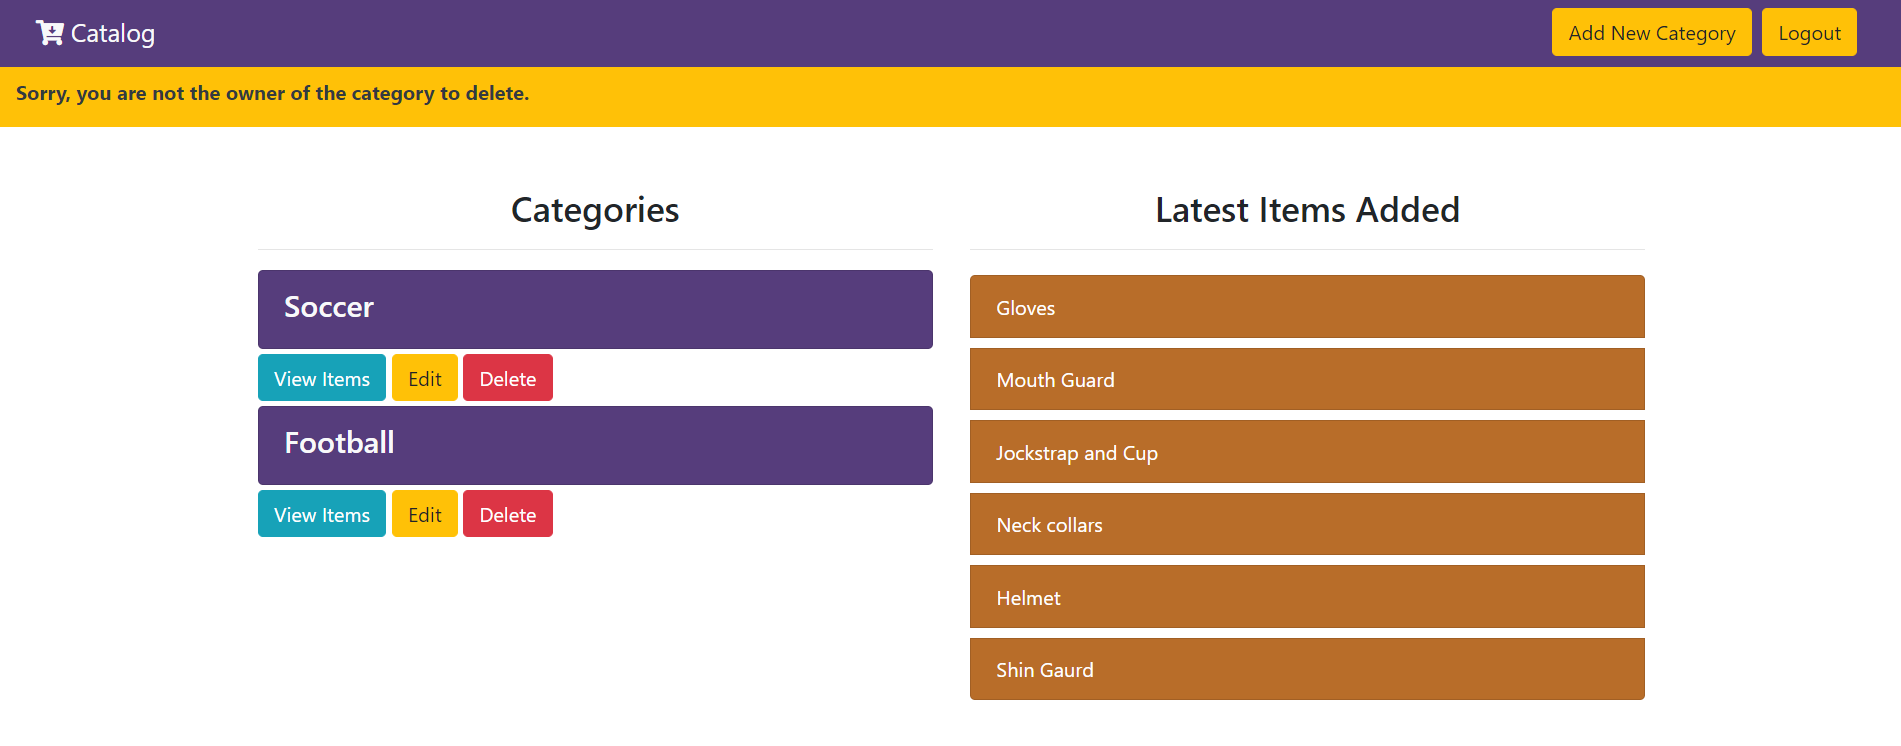 Catalog
Add New Category
Logout
Sorry, you are not the owner of the category to delete.
Categories
Soccer
View Items Edit Delete
Football
View Items Edit Delete
Latest Items Added
Gloves
Mouth Guard
Jockstrap and Cup
Neck collars
Helmet
Shin Gaurd